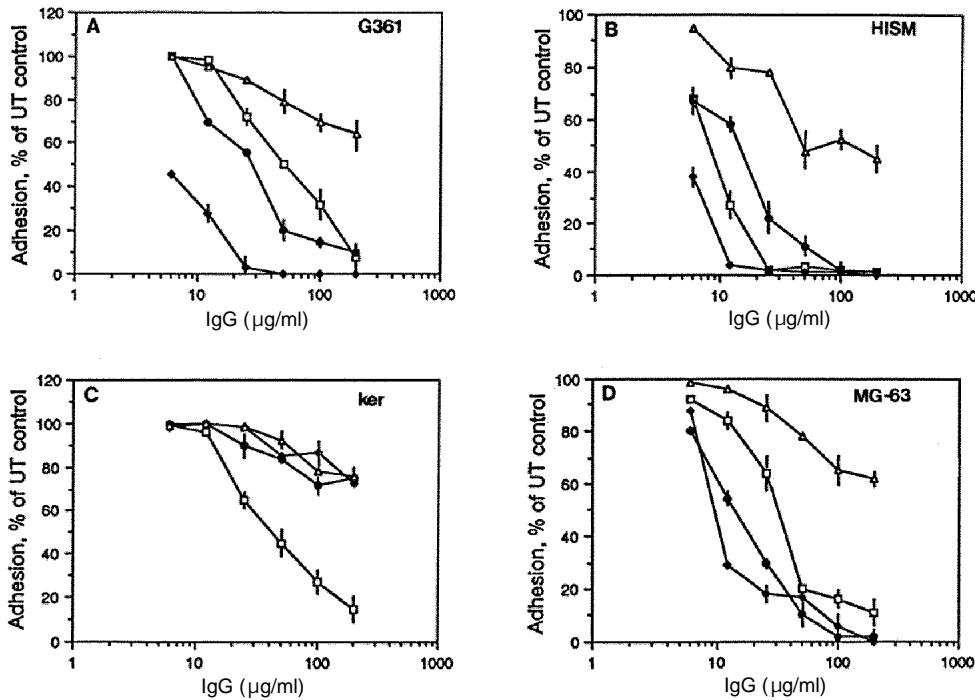 A
G361
Adhesion, % of UT control
120
100
80
60
40
20
0
1
10
100
1000
IgG (µg/ml)
B
HISM
Adhesion, % of UT control
100
80
60
40
20
0
1
10
100
1000
IgG (µg/ml)
C
ker
Adhesion, % of UT control
120
100
80
60
40
20
0
1
10
100
1000
IgG (µg/ml)
D
MG-63
Adhesion, % of UT control
100
80
60
40
20
0
1
10
100
1000
IgG (µg/ml)